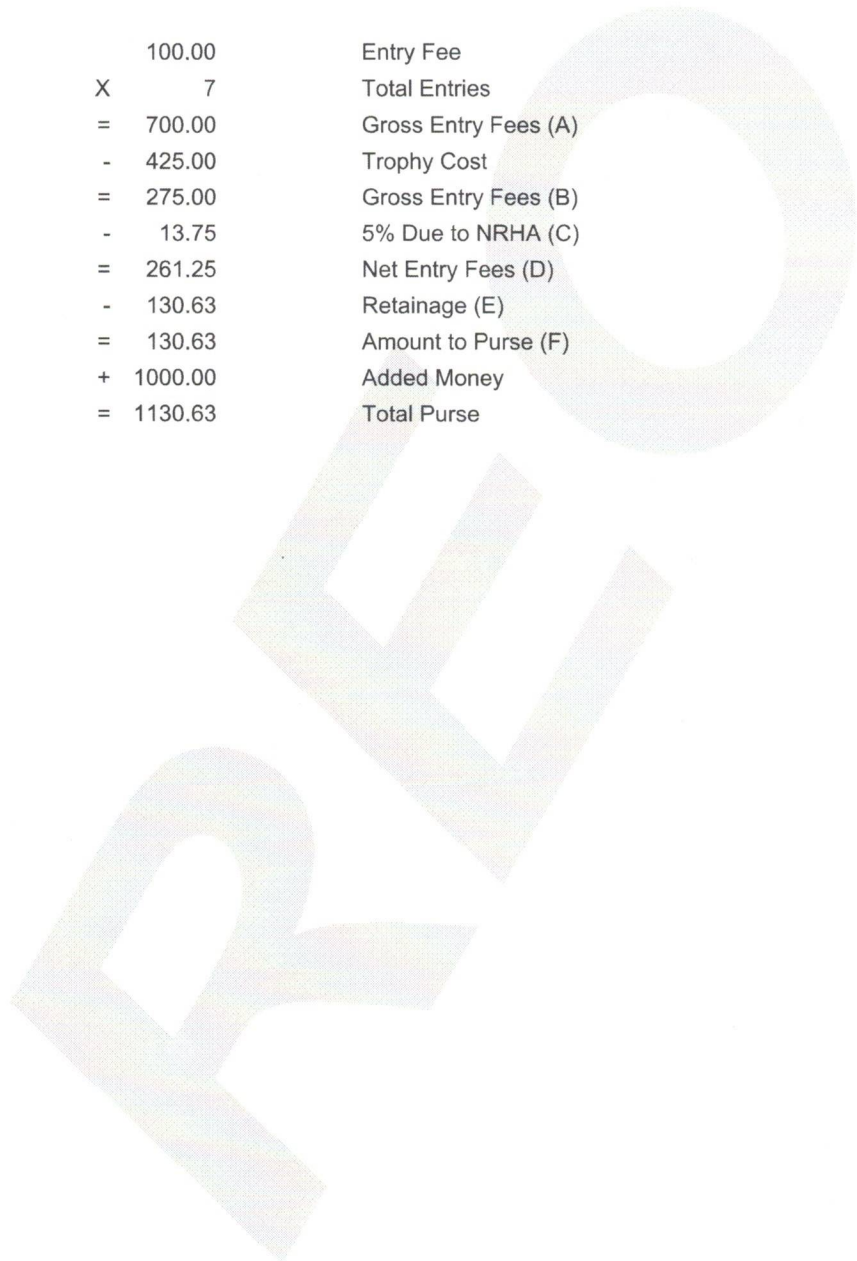 100.00 Entry Fee
X 7 Total Entries
= 700.00 Gross Entry Fees (A)
- 425.00 Trophy Cost
= 275.00 Gross Entry Fees (B)
- 13.75 5% Due to NRHA (C)
= 261.25 Net Entry Fees (D)
- 130.63 Retainage (E)
= 130.63 Amount to Purse (F)
+ 1000.00 Added Money
= 1130.63 Total Purse
REO